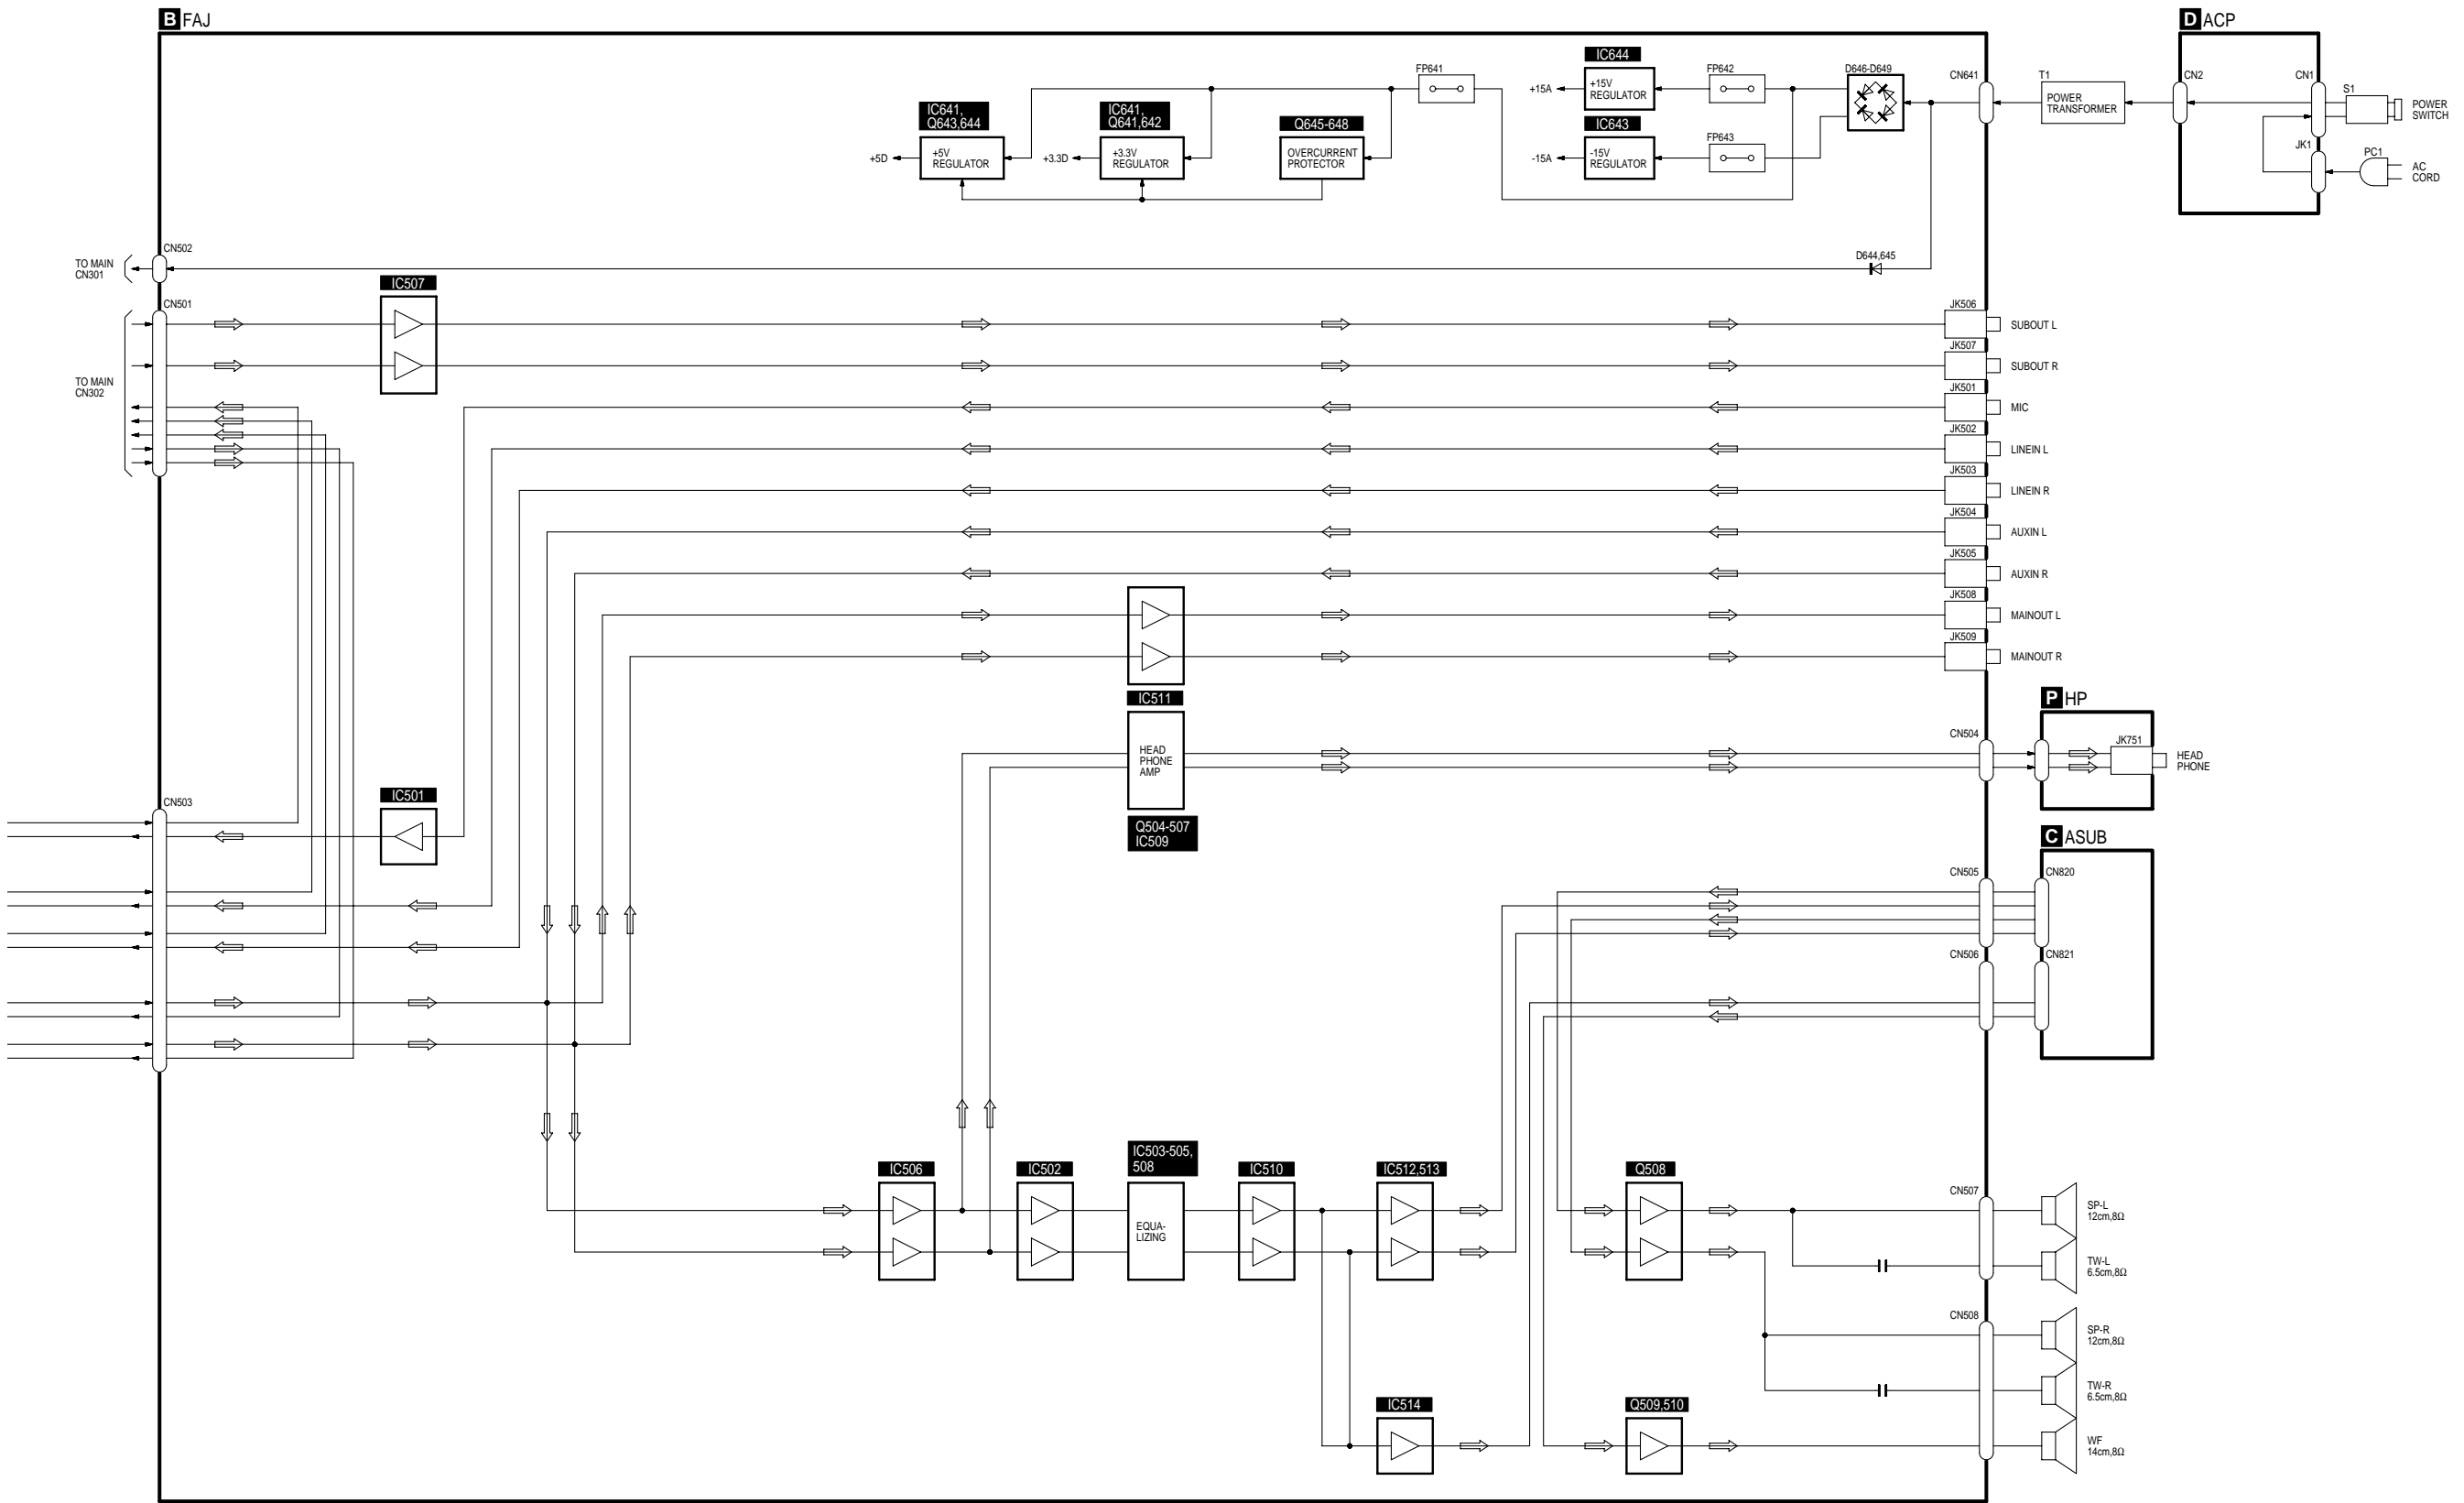 B FAJ
D ACP
IC644
FP641
FP642
D646-D649
CN641
T1
CN2
CN1
S1
+15A
+15V
REGULATOR
POWER
TRANSFORMER
POWER
SWITCH
IC641,
Q643,644
IC641,
Q641,642
Q645-648
IC643
FP643
JK1
PC1
+5D
+5V
REGULATOR
+3.3D
+3.3V
REGULATOR
OVERCURRENT
PROTECTOR
-15A
-15V
REGULATOR
AC
CORD
CN502
TO MAIN
CN301
D644,645
IC507
CN501
JK506
SUBOUT L
JK507
SUBOUT R
TO MAIN
CN302
JK501
MIC
JK502
LINEIN L
JK503
LINEIN R
JK504
AUXIN L
JK505
AUXIN R
JK508
MAINOUT L
JK509
MAINOUT R
IC511
P HP
CN504
JK751
HEAD
PHONE
AMP
HEAD
PHONE
IC501
CN503
Q504-507
IC509
C ASUB
CN505
CN820
CN506
CN821
IC506
IC502
IC503-505,
508
IC510
IC512,513
Q508
CN507
EQUA-
LIZING
SP-L
12cm,8Ω
TW-L
6.5cm,8Ω
CN508
SP-R
12cm,8Ω
TW-R
6.5cm,8Ω
IC514
Q509,510
WF
14cm,8Ω